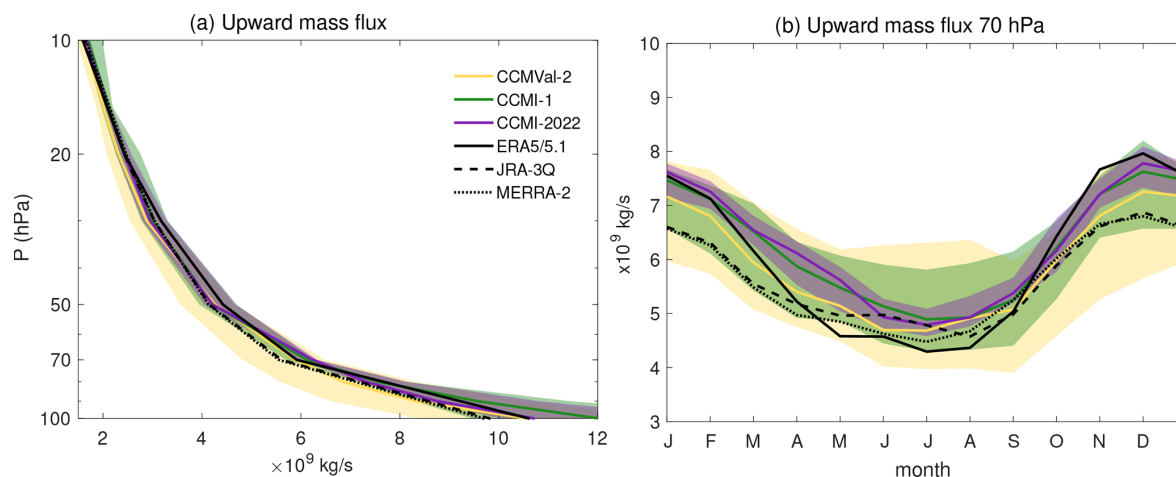 (a) Upward mass flux
10
20
30
50
70
100
P (hPa)
2
4
6
8
10
12
×10⁹ kg/s
CCMVal-2
CCMI-1
CCMI-2022
ERA5/5.1
JRA-3Q
MERRA-2
(b) Upward mass flux 70 hPa
10
9
8
7
6
5
4
3
x10⁹ kg/s
J F M A M J J A S O N D
month